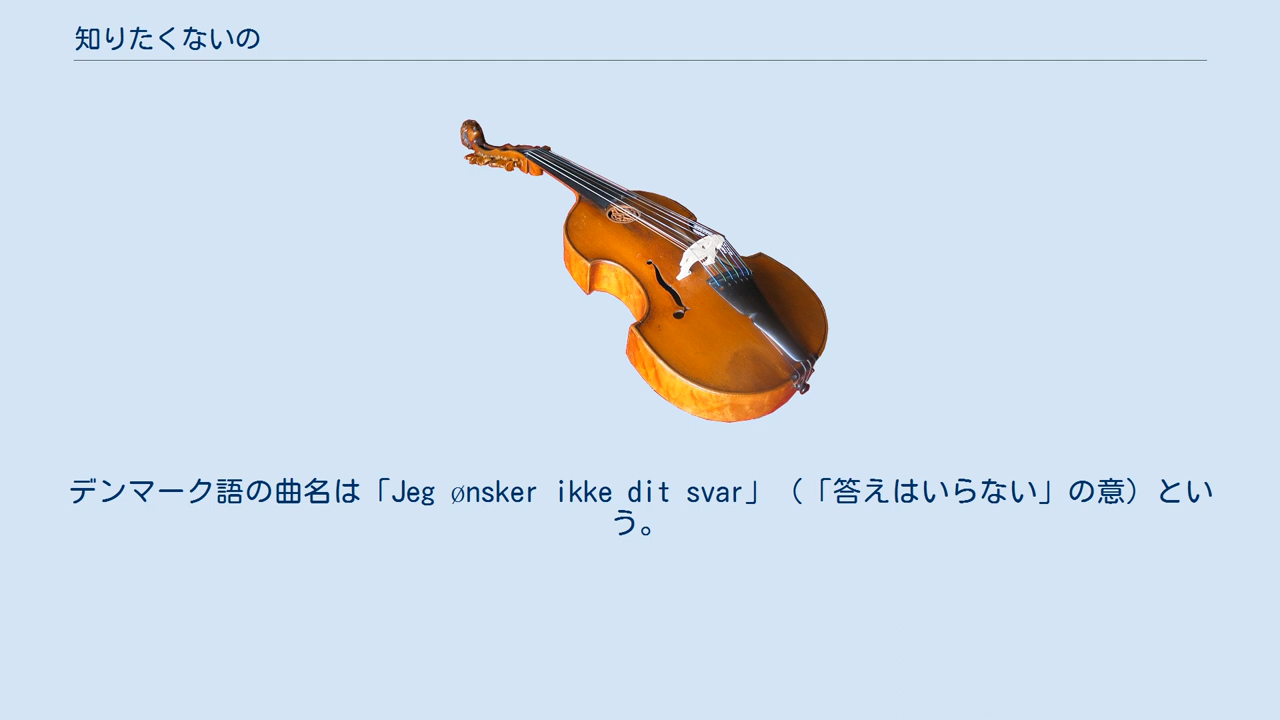 知りたくないの
デンマーク語の曲名は「Jeg ønsker ikke dit svar」（「答えはいらない」の意）とい
う。